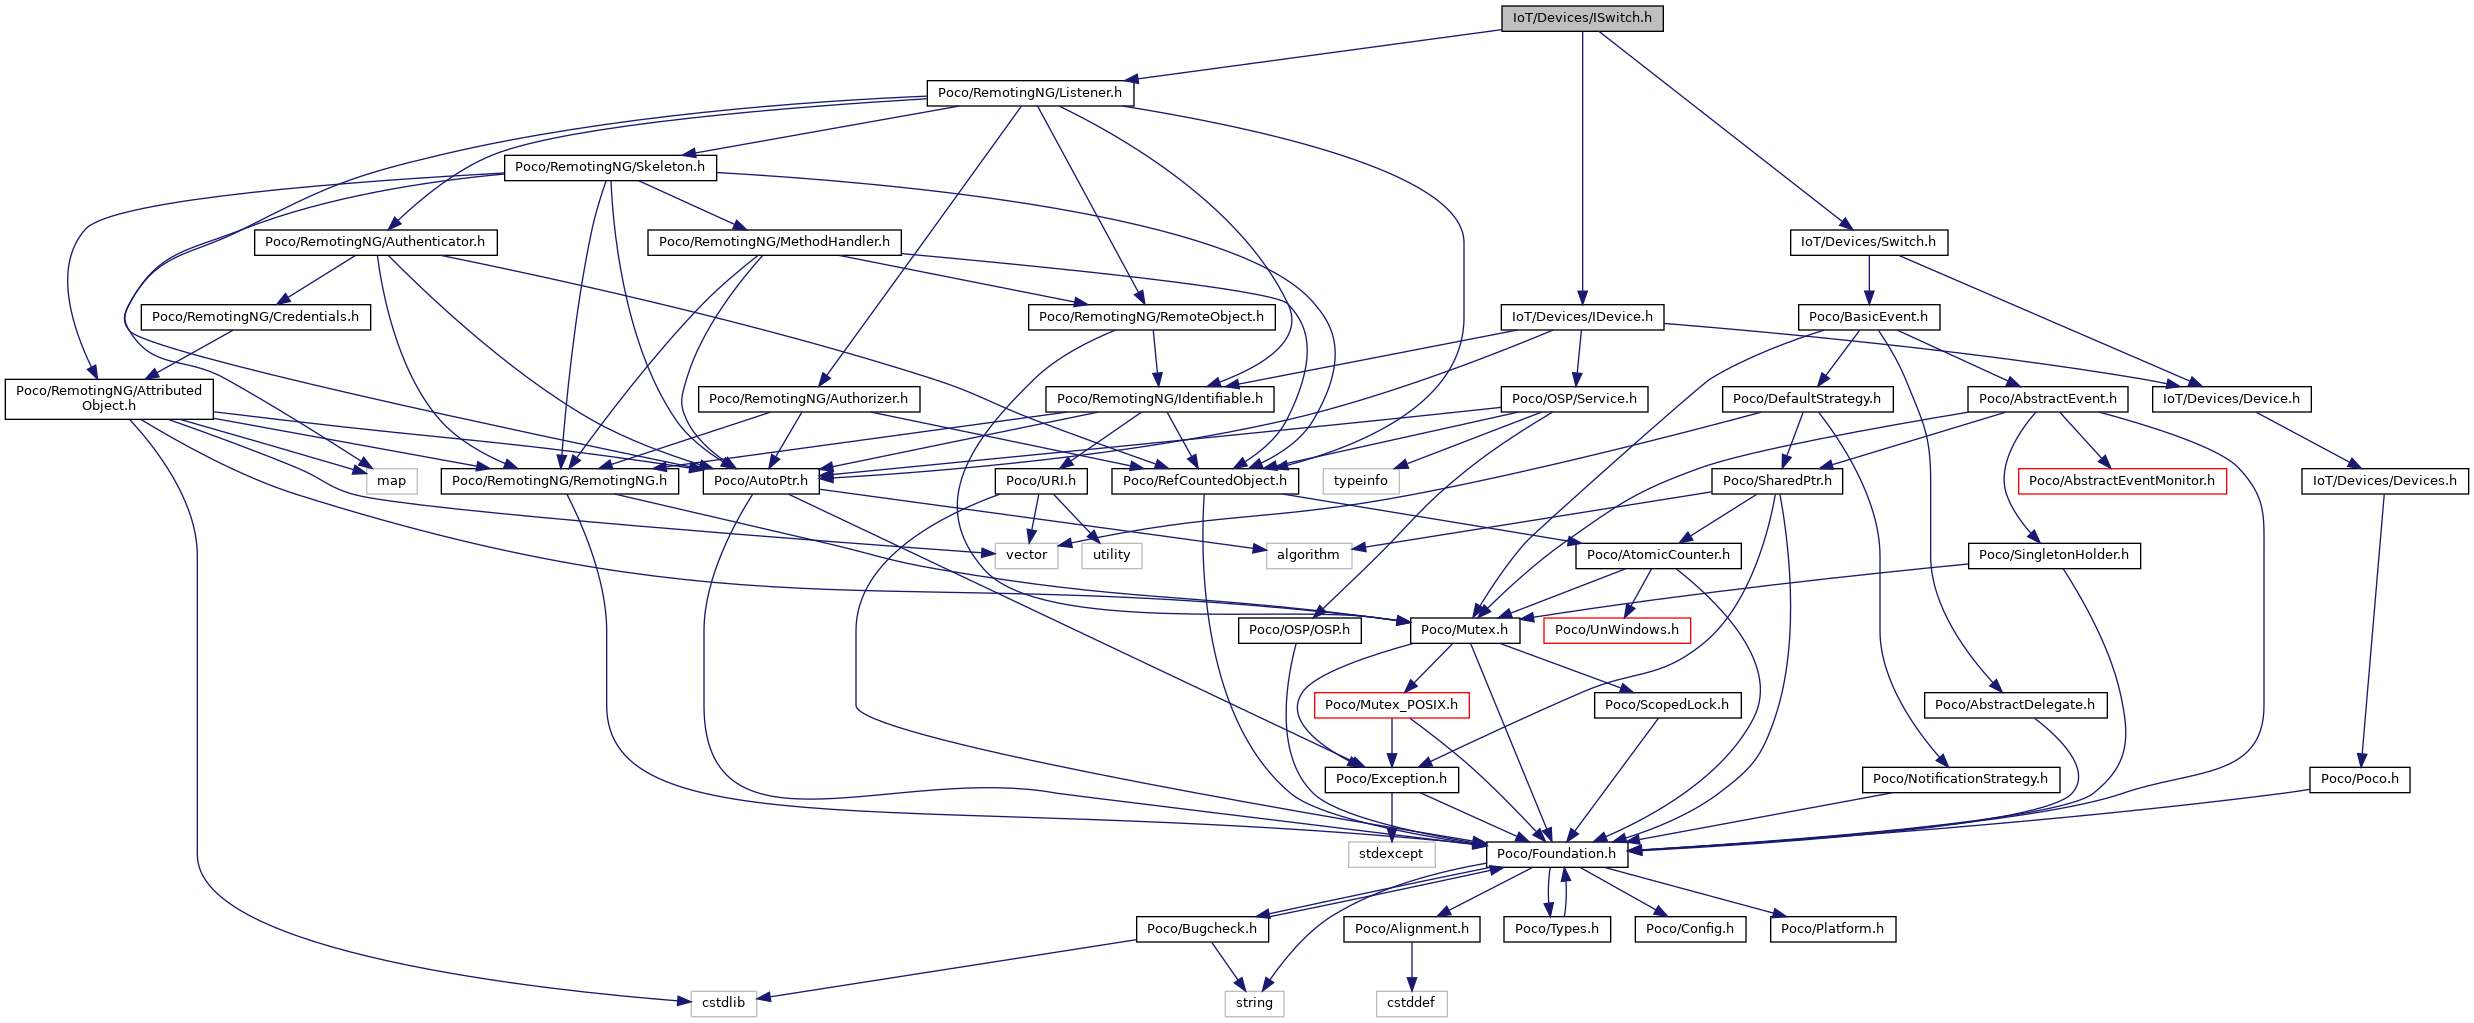 IoT/Devices/ISwitch.h
Poco/RemotingNG/Listener.h
Poco/RemotingNG/Skeleton.h
Poco/RemotingNG/Authenticator.h
Poco/RemotingNG/MethodHandler.h
IoT/Devices/Switch.h
Poco/RemotingNG/Credentials.h
Poco/RemotingNG/RemoteObject.h
IoT/Devices/IDevice.h
Poco/BasicEvent.h
Poco/RemotingNG/Attributed
Object.h
Poco/RemotingNG/Authorizer.h
Poco/RemotingNG/Identifiable.h
Poco/OSP/Service.h
Poco/DefaultStrategy.h
Poco/AbstractEvent.h
IoT/Devices/Device.h
map
Poco/RemotingNG/RemotingNG.h
Poco/AutoPtr.h
Poco/URI.h
Poco/RefCountedObject.h
typeinfo
Poco/SharedPtr.h
Poco/AbstractEventMonitor.h
IoT/Devices/Devices.h
vector
utility
algorithm
Poco/AtomicCounter.h
Poco/SingletonHolder.h
Poco/OSP/OSP.h
Poco/Mutex.h
Poco/UnWindows.h
Poco/Mutex_POSIX.h
Poco/ScopedLock.h
Poco/AbstractDelegate.h
Poco/Exception.h
Poco/NotificationStrategy.h
Poco/Poco.h
stdexcept
Poco/Foundation.h
Poco/Bugcheck.h
Poco/Alignment.h
Poco/Types.h
Poco/Config.h
Poco/Platform.h
cstdlib
string
cstddef